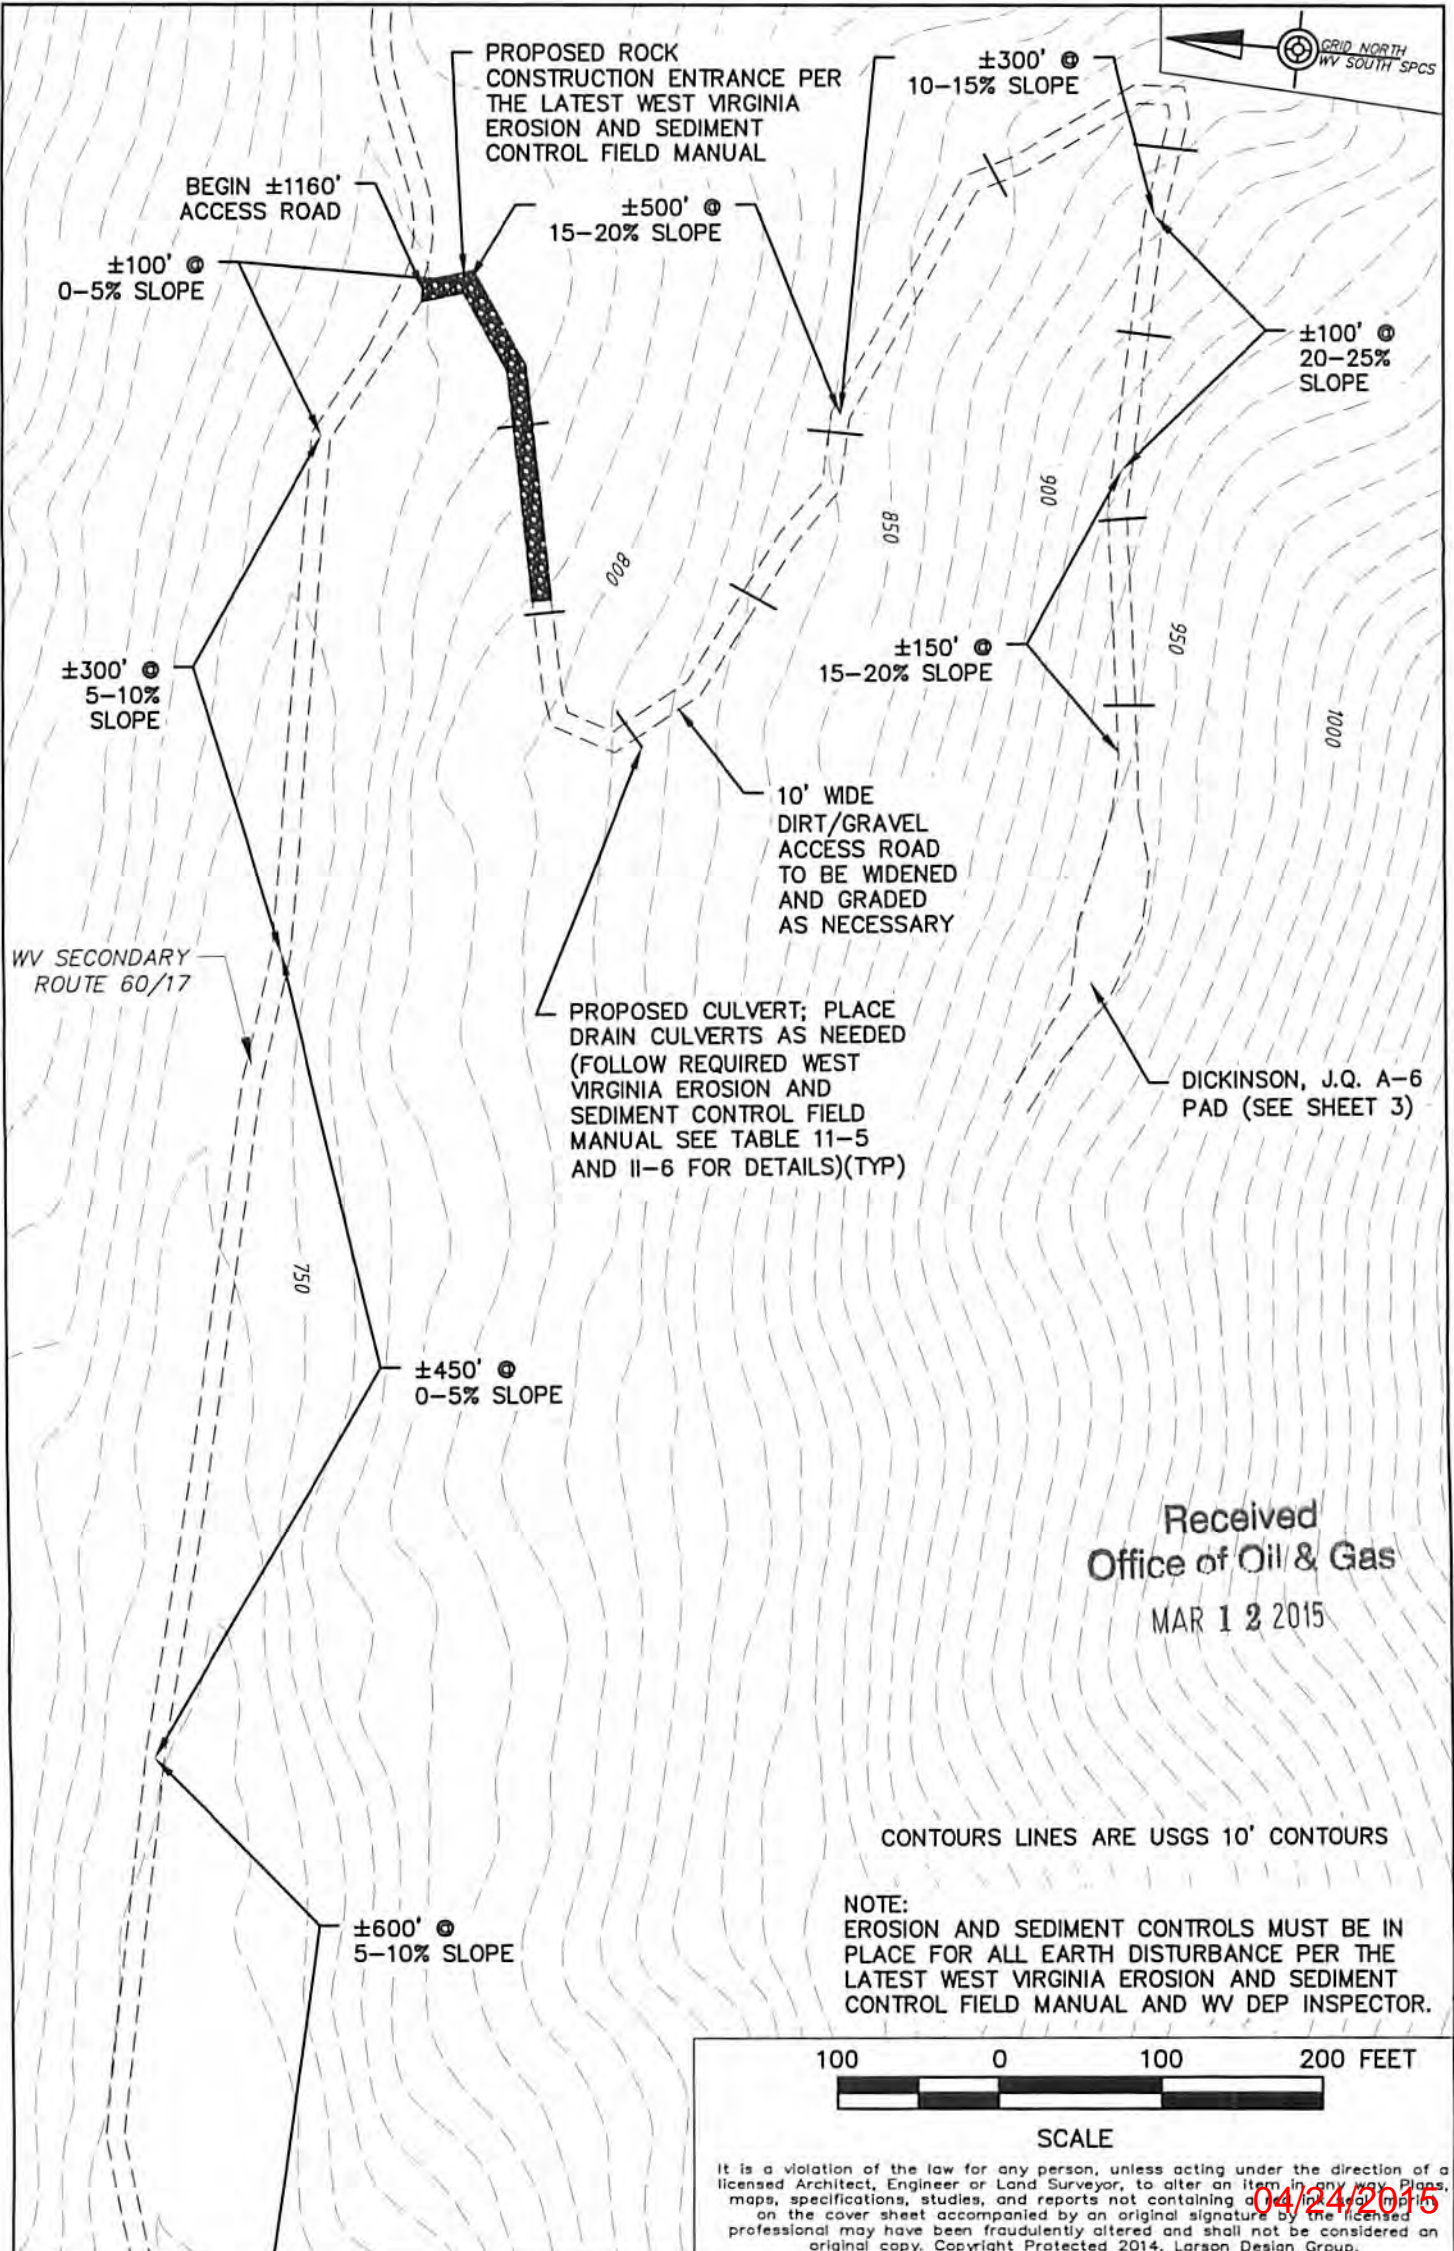 GRID NORTH
WV SOUTH SPCS
PROPOSED ROCK
CONSTRUCTION ENTRANCE PER
THE LATEST WEST VIRGINIA
EROSION AND SEDIMENT
CONTROL FIELD MANUAL
±300' @
10-15% SLOPE
BEGIN ±1160'
ACCESS ROAD
±500' @
15-20% SLOPE
±100' @
0-5% SLOPE
±100' @
20-25%
SLOPE
900
850
800
950
1000
±300' @
5-10%
SLOPE
±150' @
15-20% SLOPE
10' WIDE
DIRT/GRAVEL
ACCESS ROAD
TO BE WIDENED
AND GRADED
AS NECESSARY
WV SECONDARY
ROUTE 60/17
PROPOSED CULVERT; PLACE
DRAIN CULVERTS AS NEEDED
(FOLLOW REQUIRED WEST
VIRGINIA EROSION AND
SEDIMENT CONTROL FIELD
MANUAL SEE TABLE 11-5
AND II-6 FOR DETAILS)(TYP)
DICKINSON, J.Q. A-6
PAD (SEE SHEET 3)
750
±450' @
0-5% SLOPE
Received
Office of Oil & Gas
MAR 12 2015
CONTOURS LINES ARE USGS 10' CONTOURS
±600' @
5-10% SLOPE
NOTE:
EROSION AND SEDIMENT CONTROLS MUST BE IN
PLACE FOR ALL EARTH DISTURBANCE PER THE
LATEST WEST VIRGINIA EROSION AND SEDIMENT
CONTROL FIELD MANUAL AND WV DEP INSPECTOR.
100 0 100 200 FEET
SCALE
It is a violation of the law for any person, unless acting under the direction of a
licensed Architect, Engineer or Land Surveyor, to alter an item in any way. Plans,
maps, specifications, studies, and reports not containing a red ink seal imprint
on the cover sheet accompanied by an original signature by the licensed
professional may have been fraudulently altered and shall not be considered an
original copy. Copyright Protected 2014, Larson Design Group.
04/24/2015